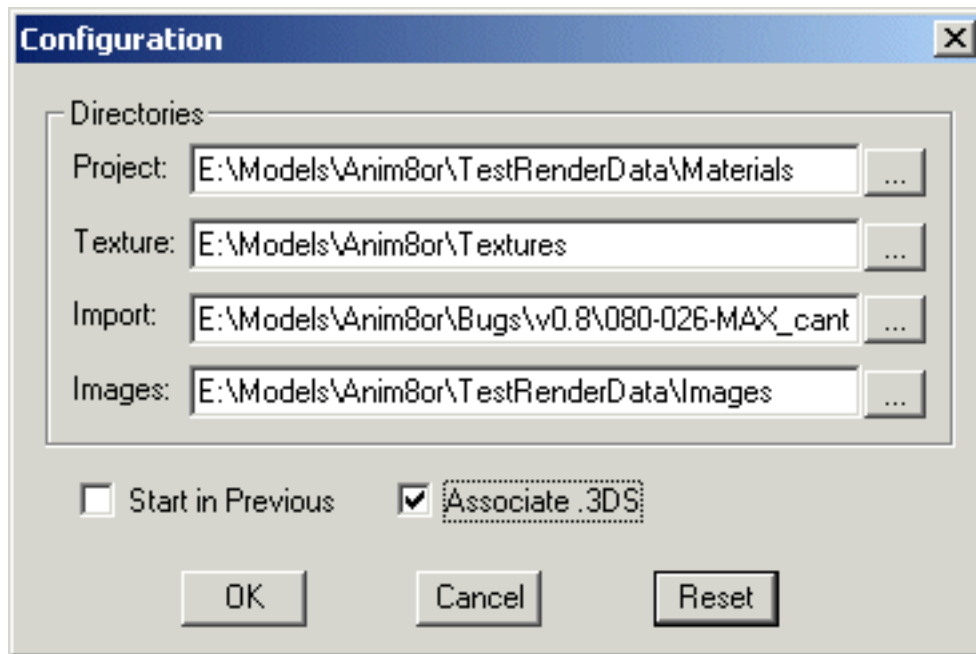 Configuration
Directories
Project: E:\Models\Anim8or\TestRenderData\Materials ...
Texture: E:\Models\Anim8or\Textures ...
Import: E:\Models\Anim8or\Bugs\v0.8\080-026-MAX_cant ...
Images: E:\Models\Anim8or\TestRenderData\Images ...
Start in Previous Associate .3DS
OK Cancel Reset